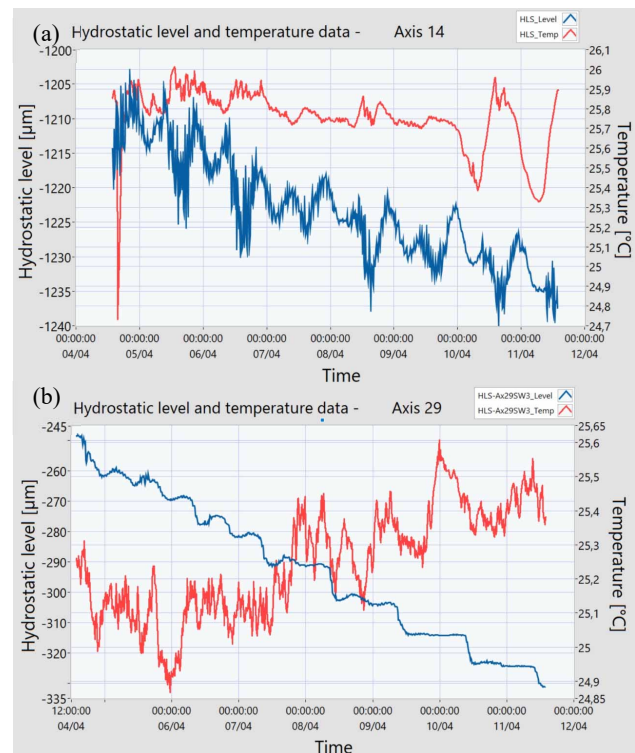 (a) Hydrostatic level and temperature data - Axis 14
HLS_Level
HLS_Temp
Hydrostatic level [µm]
-1200
-1205
-1210
-1215
-1220
-1225
-1230
-1235
-1240
26,1
26
25,9
25,8
25,7
25,6
25,5
25,4
25,3
25,2
25,1
25
24,9
24,8
24,7
Temperature [°C]
00:00:00 00:00:00 00:00:00 00:00:00 00:00:00 00:00:00 00:00:00 00:00:00 00:00:00
04/04 05/04 06/04 07/04 08/04 09/04 10/04 11/04 12/04
Time
(b) Hydrostatic level and temperature data - Axis 29
HLS-Ax29SW3_Level
HLS-Ax29SW3_Temp
Hydrostatic level [µm]
-245
-260
-270
-280
-290
-300
-310
-320
-335
25,65
25,6
25,5
25,4
25,3
25,2
25,1
25
24,9
24,85
Temperature [°C]
12:00:00 00:00:00 00:00:00 00:00:00 00:00:00 00:00:00 00:00:00 00:00:00
04/04 06/04 07/04 08/04 09/04 10/04 11/04 12/04
Time